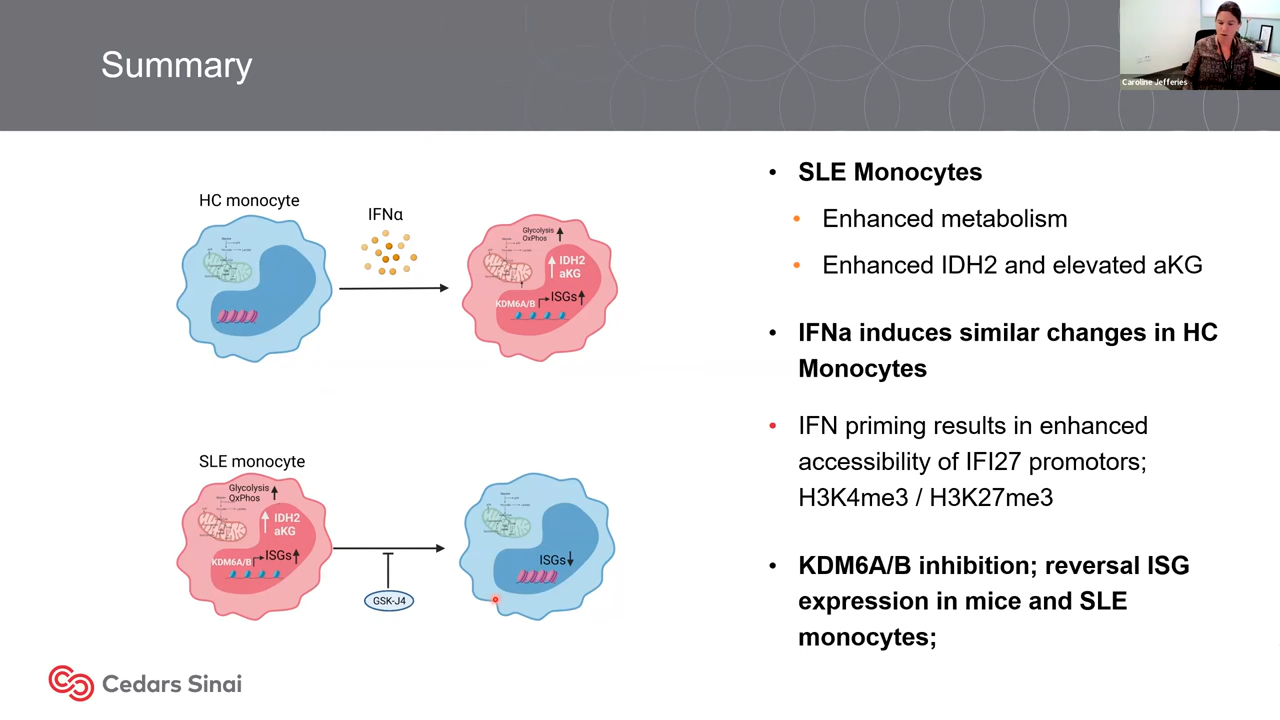 Summary
Caroline Jefferies
HC monocyte
IFNα
Glycolysis
OxPhos
IDH2
aKG
KDM6A/B
ISGs
SLE monocyte
Glycolysis
OxPhos
IDH2
aKG
KDM6A/B
ISGs
GSK-J4
ISGs
• SLE Monocytes
• Enhanced metabolism
• Enhanced IDH2 and elevated aKG
• IFNa induces similar changes in HC
Monocytes
• IFN priming results in enhanced
accessibility of IFI27 promotors;
H3K4me3 / H3K27me3
• KDM6A/B inhibition; reversal ISG
expression in mice and SLE
monocytes;
Cedars Sinai